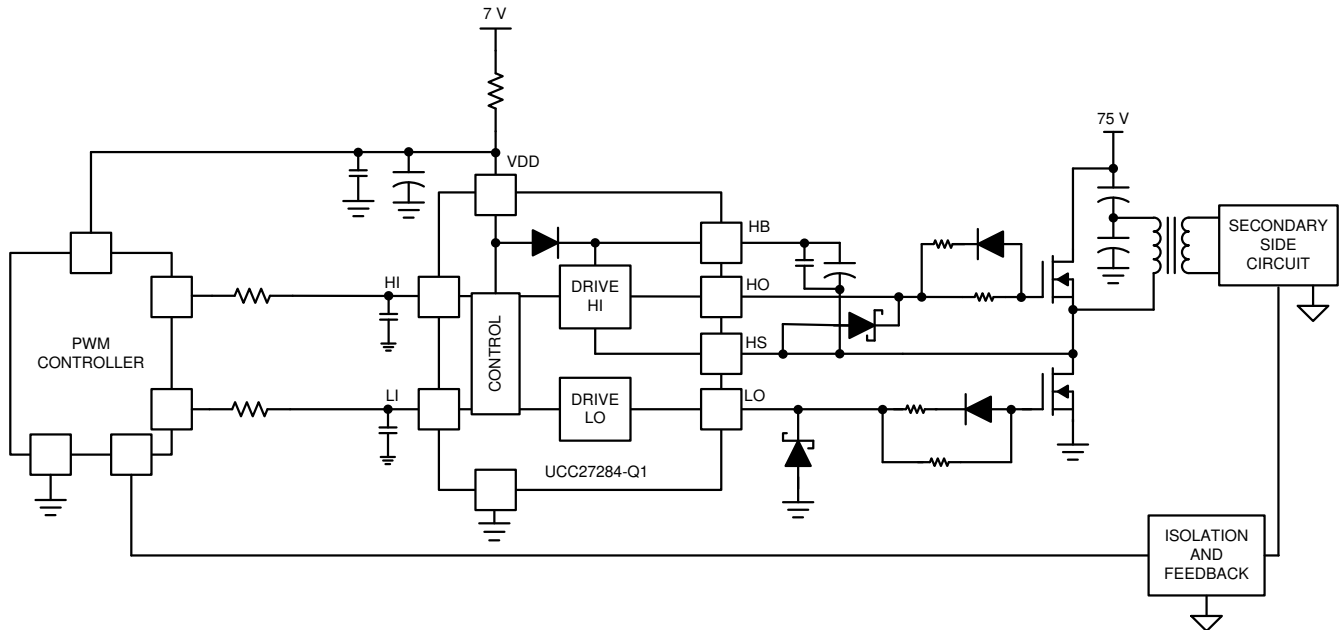 7 V
75 V
VDD
HB
SECONDARY
SIDE
CIRCUIT
HI
DRIVE
HI
HO
PWM
CONTROLLER
CONTROL
HS
LI
DRIVE
LO
LO
UCC27284-Q1
ISOLATION
AND
FEEDBACK